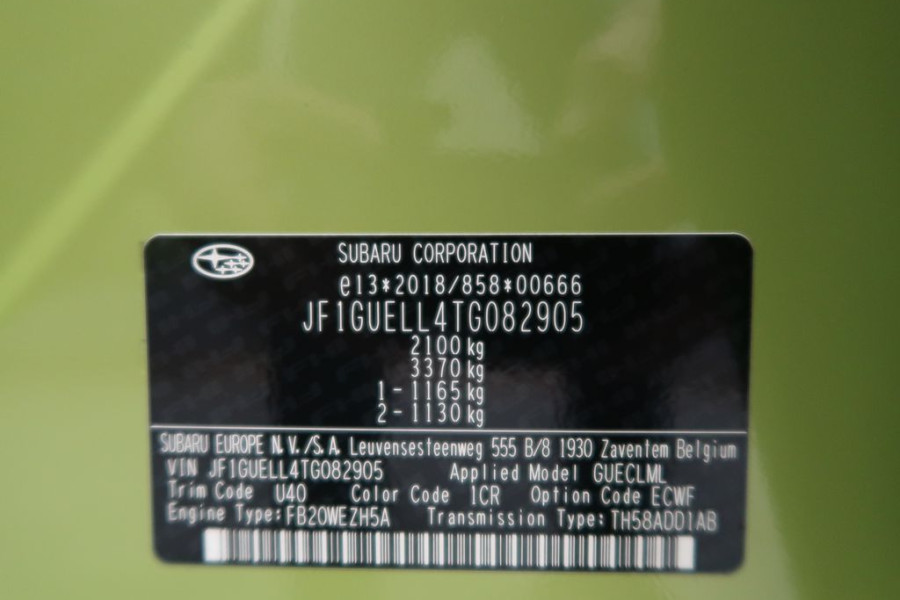 SUBARU CORPORATION
e13*2018/858*00666
JF1GUELL4TG082905
2100 kg
3370 kg
1 - 1165 kg
2 - 1130 kg
SUBARU EUROPE N.V./S.A. Leuvensesteenweg 555 B/8 1930 Zaventem Belgium
VIN JF1GUELL4TG082905 Applied Model GUECLML
Trim Code U40 Color Code 1CR Option Code ECWF
Engine Type:FB20WEZH5A Transmission Type:TH58ADD1AB